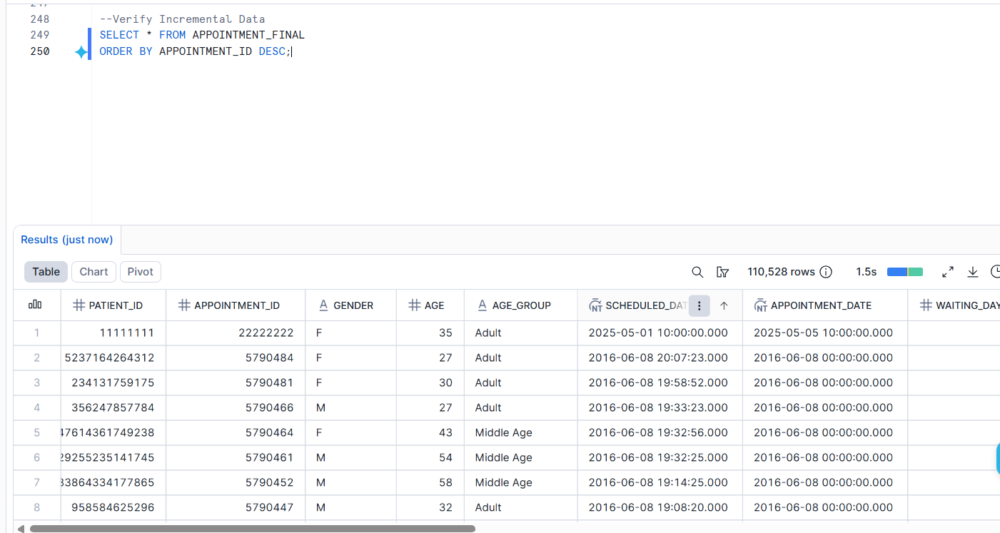 248 --Verify Incremental Data
249 SELECT * FROM APPOINTMENT_FINAL
250 ORDER BY APPOINTMENT_ID DESC;
Results (just now)
Table Chart Pivot 110,528 rows 1.5s
PATIENT_ID APPOINTMENT_ID GENDER AGE AGE_GROUP SCHEDULED_DAT APPOINTMENT_DATE WAITING_DAY
1 11111111 22222222 F 35 Adult 2025-05-01 10:00:00.000 2025-05-05 10:00:00.000
2 5237164264312 5790484 F 27 Adult 2016-06-08 20:07:23.000 2016-06-08 00:00:00.000
3 234131759175 5790481 F 30 Adult 2016-06-08 19:58:52.000 2016-06-08 00:00:00.000
4 356247857784 5790466 M 27 Adult 2016-06-08 19:33:23.000 2016-06-08 00:00:00.000
5 47614361749238 5790464 F 43 Middle Age 2016-06-08 19:32:56.000 2016-06-08 00:00:00.000
6 29255235141745 5790461 M 54 Middle Age 2016-06-08 19:32:25.000 2016-06-08 00:00:00.000
7 33864334177865 5790452 M 58 Middle Age 2016-06-08 19:14:25.000 2016-06-08 00:00:00.000
8 958584625296 5790447 M 32 Adult 2016-06-08 19:08:20.000 2016-06-08 00:00:00.000